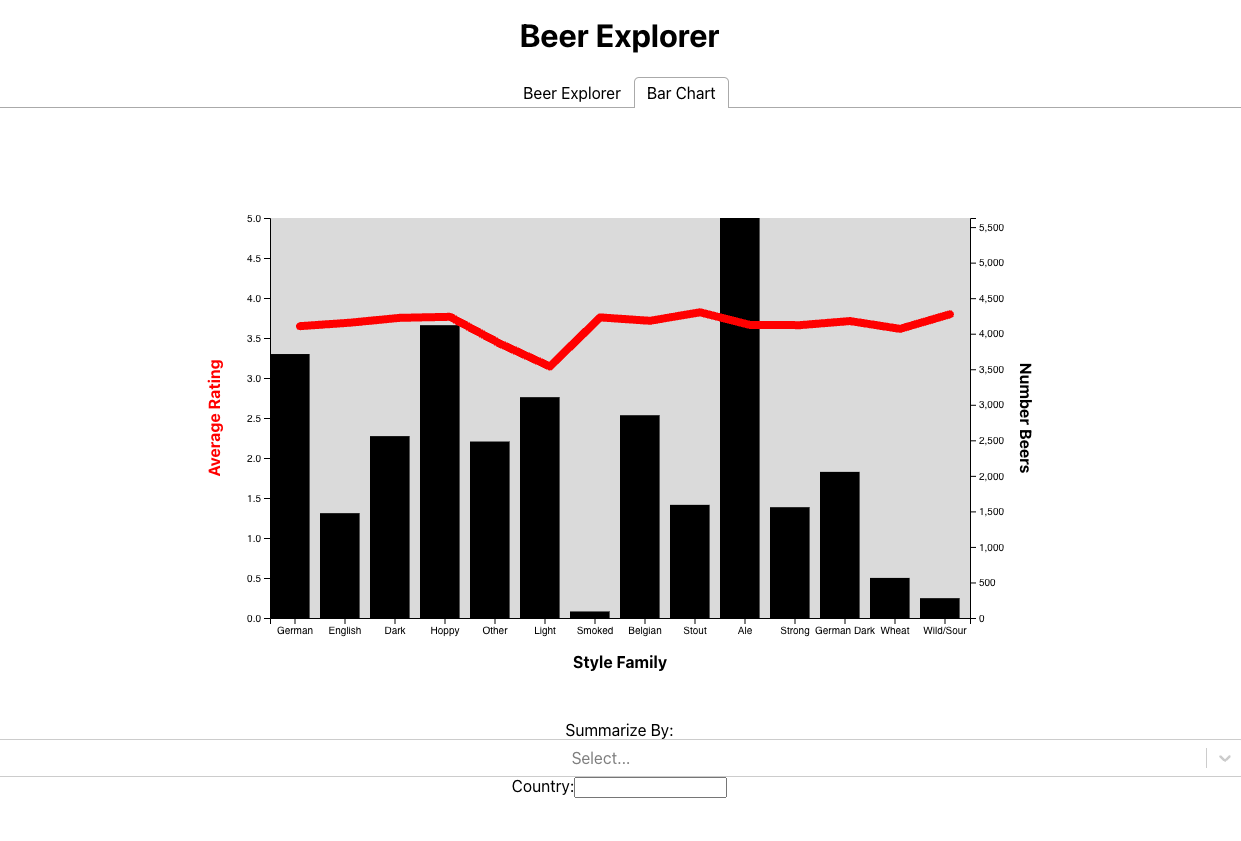 Beer Explorer
Beer Explorer
Bar Chart
5.0
4.5
4.0
3.5
3.0
2.5
2.0
1.5
1.0
0.5
0.0
Average Rating
5,500
5,000
4,500
4,000
3,500
3,000
2,500
2,000
1,500
1,000
500
0
Number Beers
German English Dark Hoppy Other Light Smoked Belgian Stout Ale Strong German Dark Wheat Wild/Sour
Style Family
Summarize By:
Select...
Country: